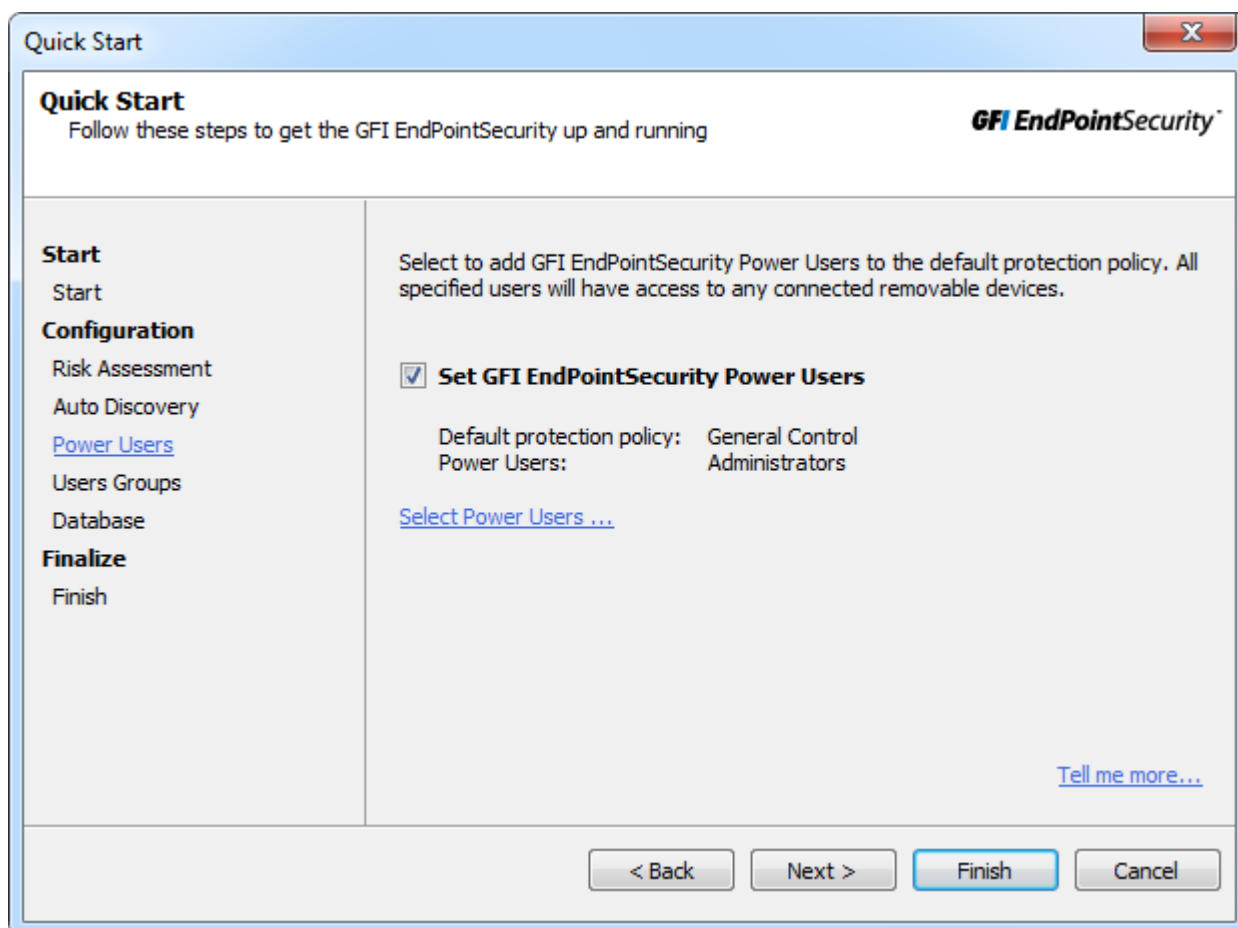 Quick Start
Quick Start
Follow these steps to get the GFI EndPointSecurity up and running
GFI EndPointSecurity™
Start
Start
Configuration
Risk Assessment
Auto Discovery
Power Users
Users Groups
Database
Finalize
Finish
Select to add GFI EndPointSecurity Power Users to the default protection policy. All
specified users will have access to any connected removable devices.
Set GFI EndPointSecurity Power Users
Default protection policy: General Control
Power Users: Administrators
Select Power Users ...
Tell me more...
< Back
Next >
Finish
Cancel